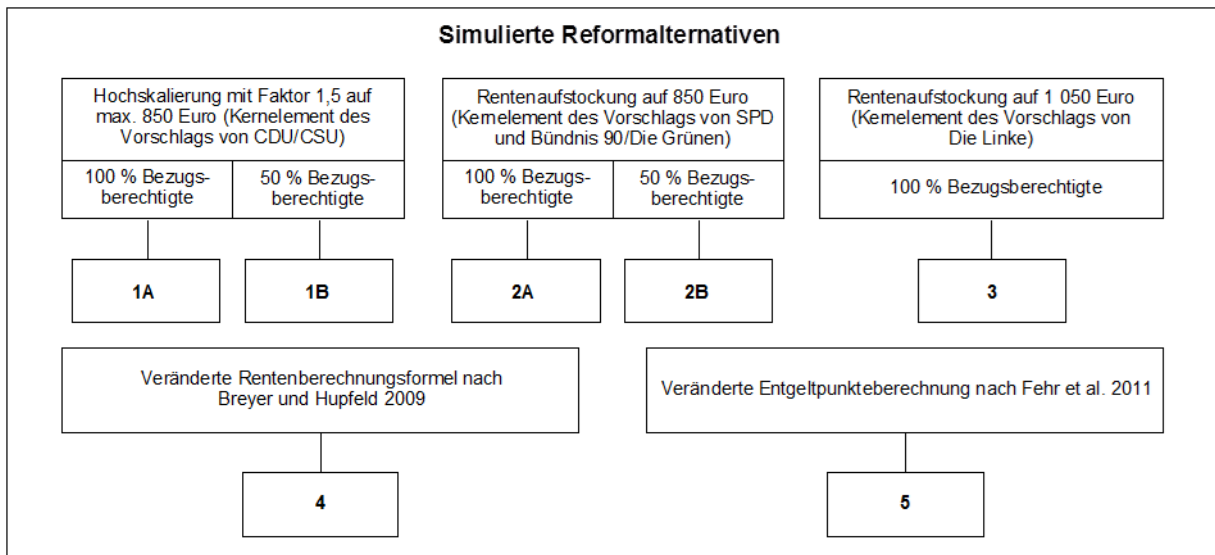 Simulierte Reformalternativen
Hochskalierung mit Faktor 1,5 auf
max. 850 Euro (Kernelement des
Vorschlags von CDU/CSU)
100 % Bezugs-
berechtigte
50 % Bezugs-
berechtigte
Rentenaufstockung auf 850 Euro
(Kernelement des Vorschlags von SPD
und Bündnis 90/Die Grünen)
100 % Bezugs-
berechtigte
50 % Bezugs-
berechtigte
Rentenaufstockung auf 1 050 Euro
(Kernelement des Vorschlags von
Die Linke)
100 % Bezugsberechtigte
1A
1B
2A
2B
3
Veränderte Rentenberechnungsformel nach
Breyer und Hupfeld 2009
Veränderte Entgeltpunkteberechnung nach Fehr et al. 2011
4
5